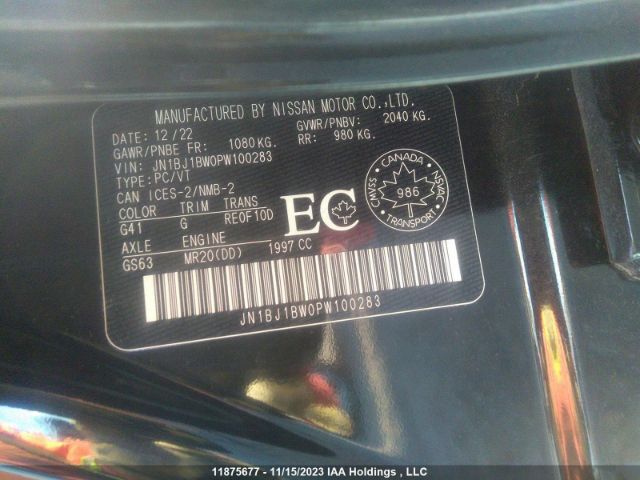 MANUFACTURED BY NISSAN MOTOR CO.,LTD.
DATE: 12/22 GVWR/PNBV: 2040 KG.
GAWR/PNBE FR: 1080KG. RR: 980 KG.
VIN: JN1BJ1BW0PW100283
TYPE:PC/VT
CAN ICES-2/NMB-2
COLOR TRIM TRANS
G41 G RE0F10D
AXLE ENGINE
GS63 MR20(DD) 1997 CC
EC
CANADA
CMVSS
986
NSVAC
TRANSPORT
JN1BJ1BW0PW100283
11875677 - 11/15/2023 IAA Holdings , LLC